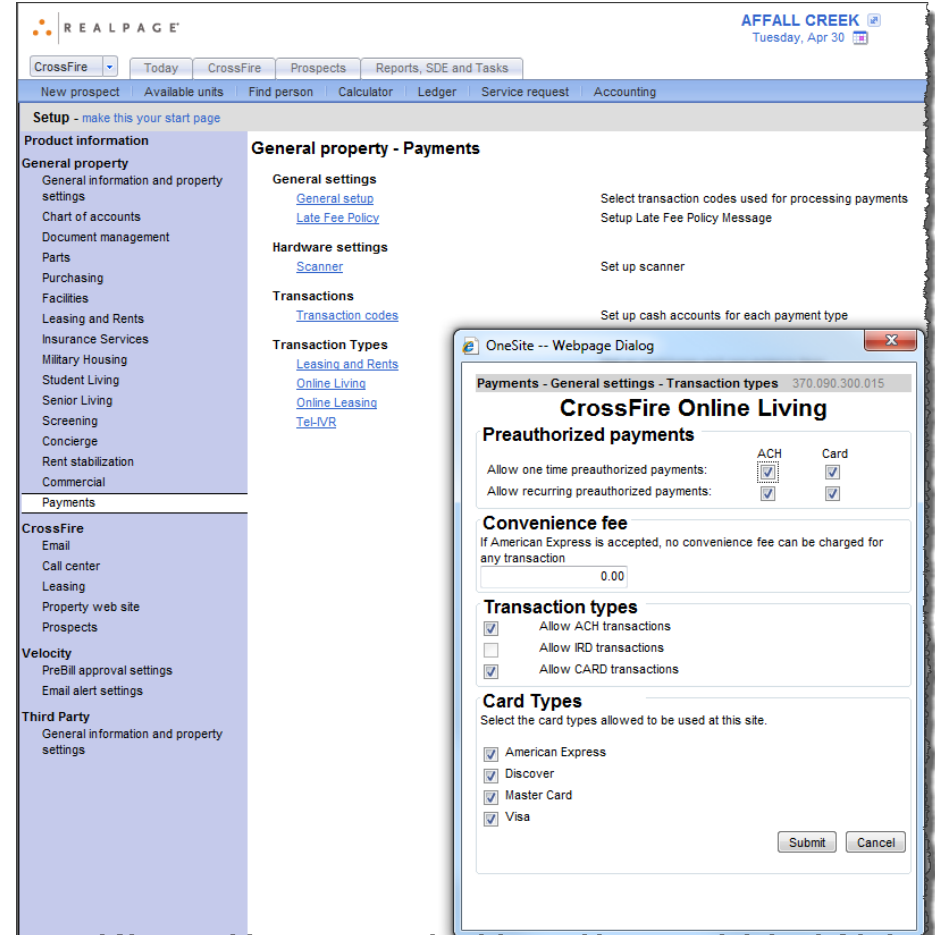 REALPAGE
AFFALL CREEK
Tuesday, Apr 30
CrossFire Today CrossFire Prospects Reports, SDE and Tasks
New prospect Available units Find person Calculator Ledger Service request Accounting
Setup - make this your start page
Product information
General property
General information and property
settings
Chart of accounts
Document management
Parts
Purchasing
Facilities
Leasing and Rents
Insurance Services
Military Housing
Student Living
Senior Living
Screening
Concierge
Rent stabilization
Commercial
Payments
CrossFire
Email
Call center
Leasing
Property web site
Prospects
Velocity
PreBill approval settings
Email alert settings
Third Party
General information and property
settings
General property - Payments
General settings
General setup Select transaction codes used for processing payments
Late Fee Policy Setup Late Fee Policy Message
Hardware settings
Scanner Set up scanner
Transactions
Transaction codes Set up cash accounts for each payment type
Transaction Types
Leasing and Rents
Online Living
Online Leasing
Tel-IVR
OneSite -- Webpage Dialog
Payments - General settings - Transaction types 370.090.300.015
CrossFire Online Living
Preauthorized payments
ACH Card
Allow one time preauthorized payments:
Allow recurring preauthorized payments:
Convenience fee
If American Express is accepted, no convenience fee can be charged for
any transaction
0.00
Transaction types
Allow ACH transactions
Allow IRD transactions
Allow CARD transactions
Card Types
Select the card types allowed to be used at this site.
American Express
Discover
Master Card
Visa
Submit Cancel